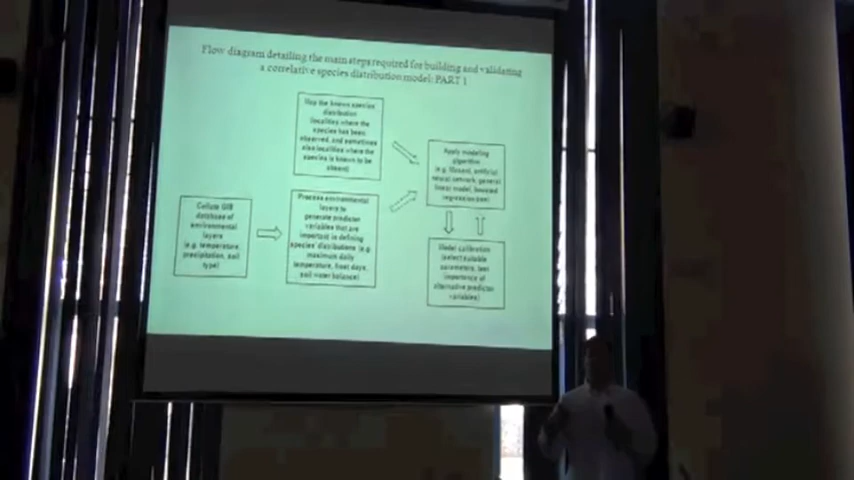 Flow diagram detailing the main steps required for building and validating
a correlative species distribution model: PART 1
Map the known species
distribution
localities where the
species has been
observed, and sometimes
also localities where the
species is known to be
absent)
Collate GIS
database of
environmental
layers
(e.g. temperature,
precipitation, soil
type)
Process environmental
layers to
generate predictor
variables that are
important in defining
species' distributions (e.g.
maximum daily
temperature, frost days,
soil water balance)
Apply modeling
algorithm
(e.g. Maxent, artificial
neural network, general
linear model, boosted
regression tree)
Model calibration
(select suitable
parameters, test
importance of
alternative predictor
variables)